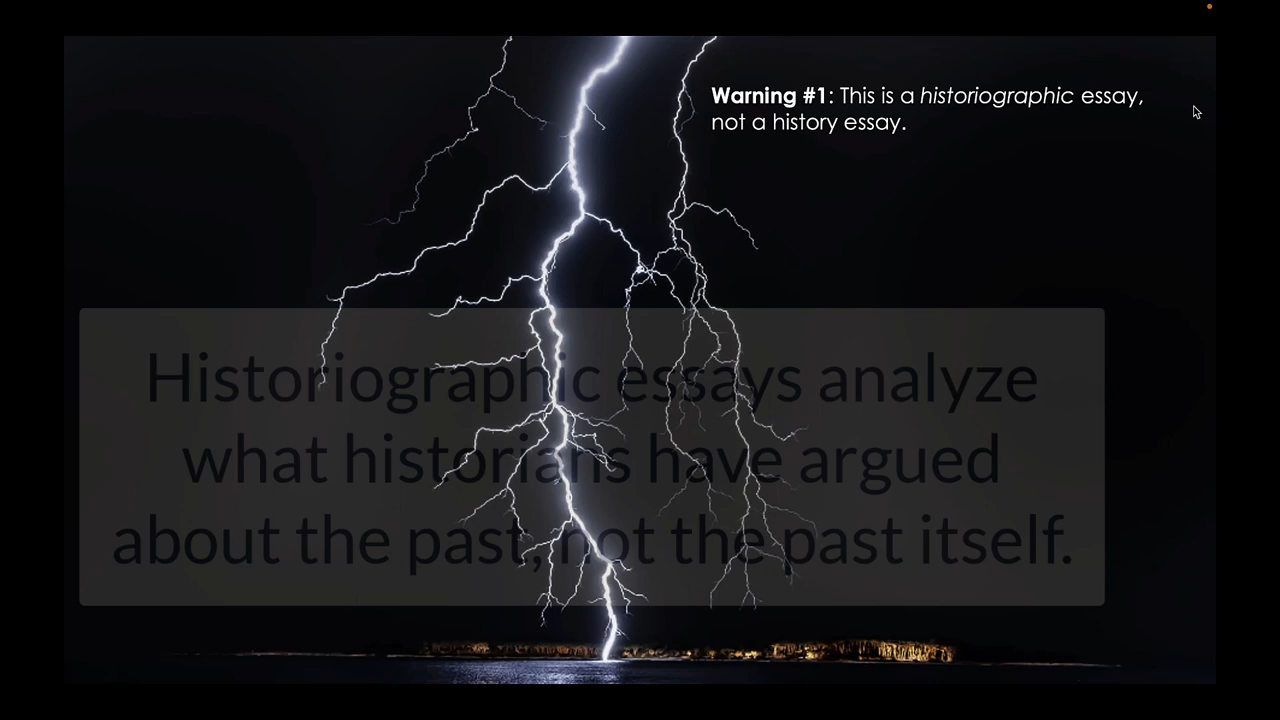 Warning #1: This is a historiographic essay,
not a history essay.
Historiographic essays analyze
what historians have argued
about the past, not the past itself.